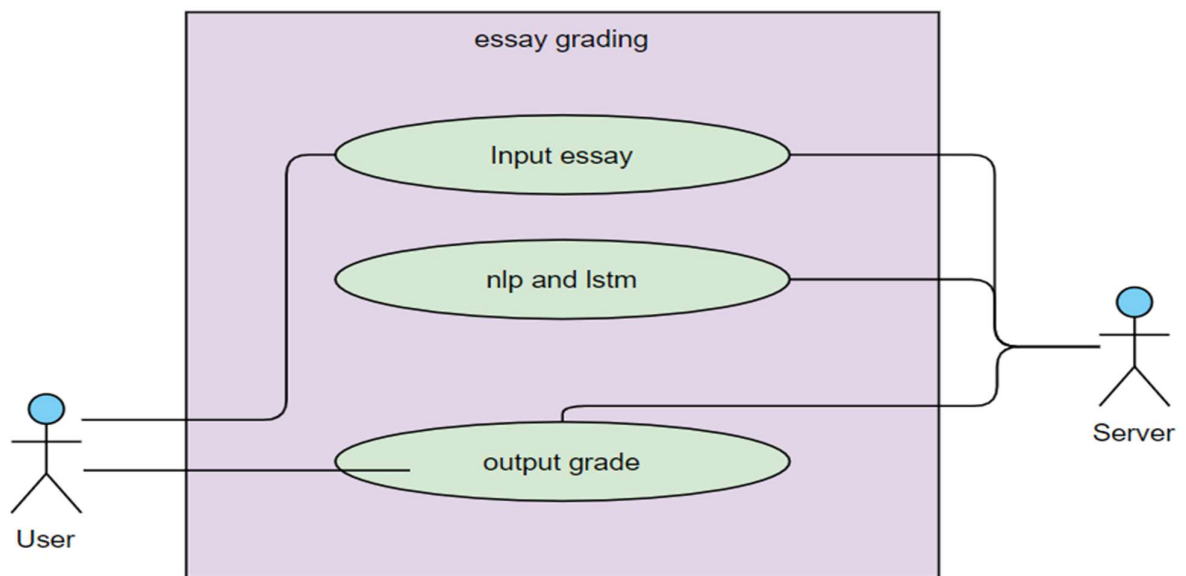 essay grading
Input essay
nlp and lstm
output grade
User
Server